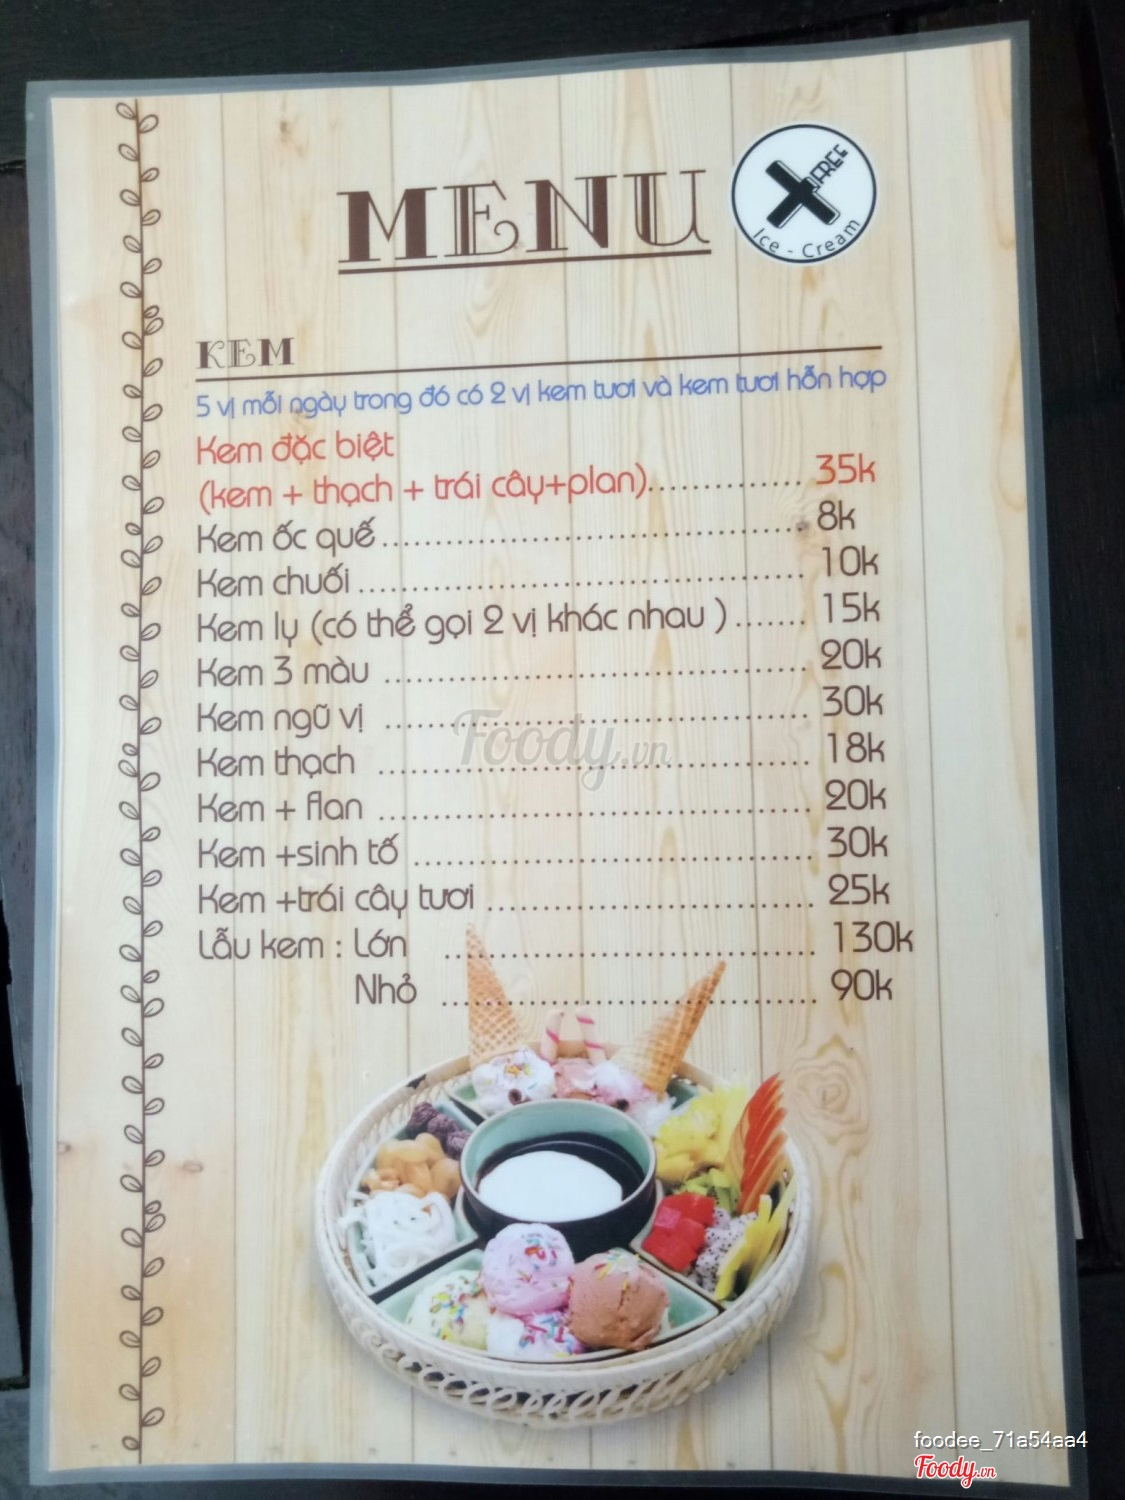 MENU
XFREE
Ice - Cream
KEM
5 vị mỗi ngày trong đó có 2 vị kem tươi và kem tươi hỗn hợp
Kem đặc biệt
(kem + thạch + trái cây+plan)............. 35k
Kem ốc quế........................................ 8k
Kem chuối........................................ 10k
Kem ly (có thể gọi 2 vị khác nhau )....... 15k
Kem 3 màu ........................................ 20k
Kem ngũ vị ........................................ 30k
Kem thạch ........................................ 18k
Kem + flan ........................................ 20k
Kem +sinh tố ..................................... 30k
Kem +trái cây tươi .............................. 25k
Lẩu kem : Lớn ................................... 130k
Nhỏ ................................... 90k
Foody.vn
foodee_71a54aa4
Foody.vn